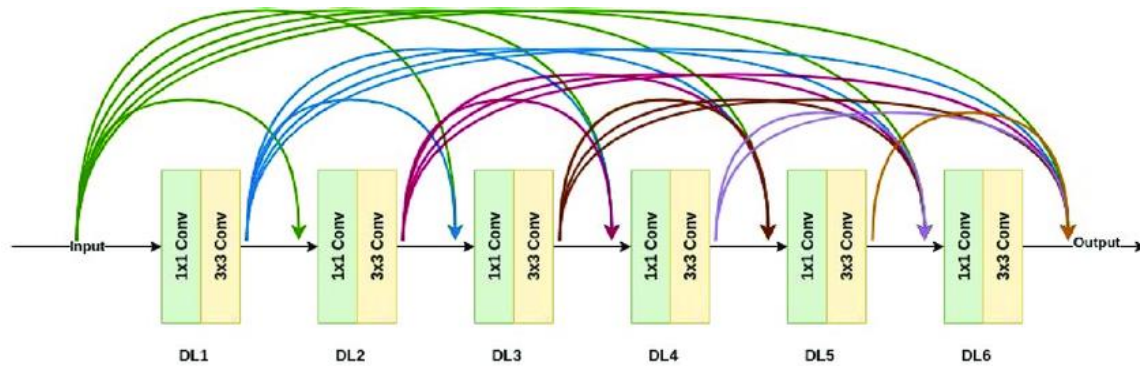 1x1 Conv
3x3 Conv
1x1 Conv
3x3 Conv
1x1 Conv
3x3 Conv
1x1 Conv
3x3 Conv
1x1 Conv
3x3 Conv
1x1 Conv
3x3 Conv
Input
Output
DL1
DL2
DL3
DL4
DL5
DL6